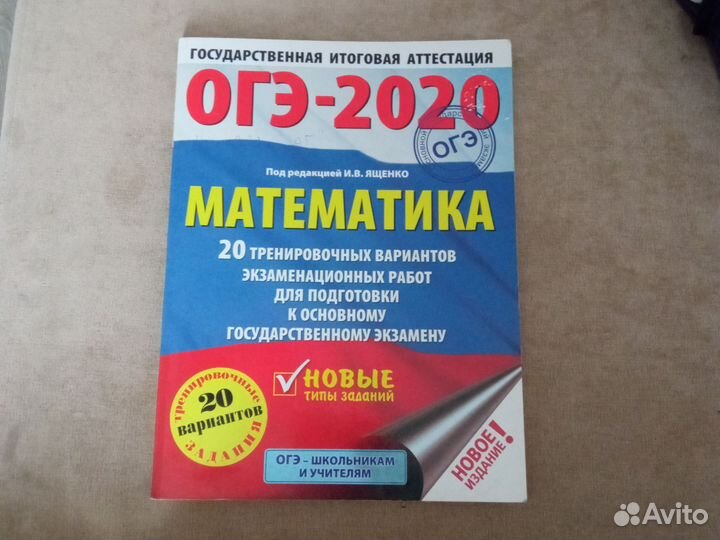 ГОСУДАРСТВЕННАЯ ИТОГОВАЯ АТТЕСТАЦИЯ
ОГЭ-2020
ОГЭ
Под редакцией И.В. ЯЩЕНКО
МАТЕМАТИКА
20 ТРЕНИРОВОЧНЫХ ВАРИАНТОВ
ЭКЗАМЕНАЦИОННЫХ РАБОТ
ДЛЯ ПОДГОТОВКИ
К ОСНОВНОМУ
ГОСУДАРСТВЕННОМУ ЭКЗАМЕНУ
НОВЫЕ
ТИПЫ ЗАДАНИЙ
тренировочные
20
вариантов
ЗАДАНИЯ
НОВОЕ
ИЗДАНИЕ!
ОГЭ – ШКОЛЬНИКАМ
И УЧИТЕЛЯМ
Avito